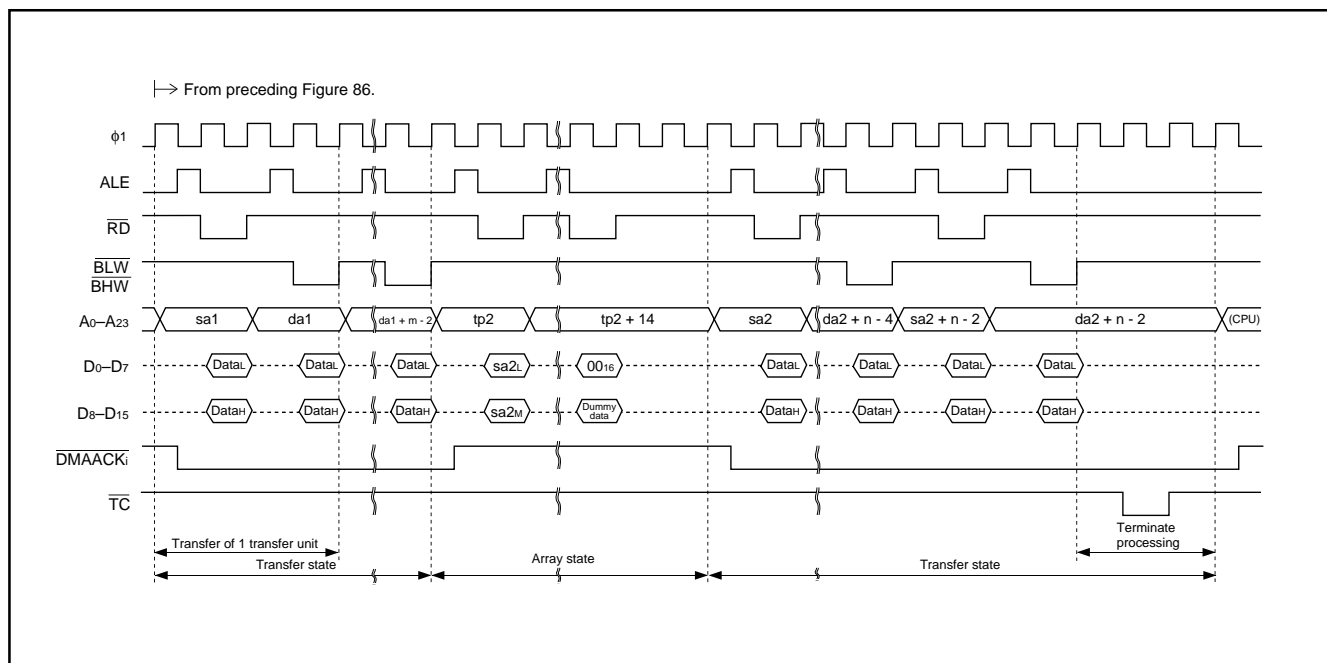 From preceding Figure 86.
ϕ1
ALE
RD
BLW
BHW
A0–A23 sa1 da1 da1 + m - 2 tp2 tp2 + 14 sa2 da2 + n - 4 sa2 + n - 2 da2 + n - 2 (CPU)
D0–D7 DataL DataL DataL sa2L 0016 DataL DataL DataL DataL
D8–D15 DataH DataH DataH sa2M Dummy data DataH DataH DataH DataH
DMAACKi
TC
Transfer of 1 transfer unit
Terminate
processing
Transfer state Array state Transfer state